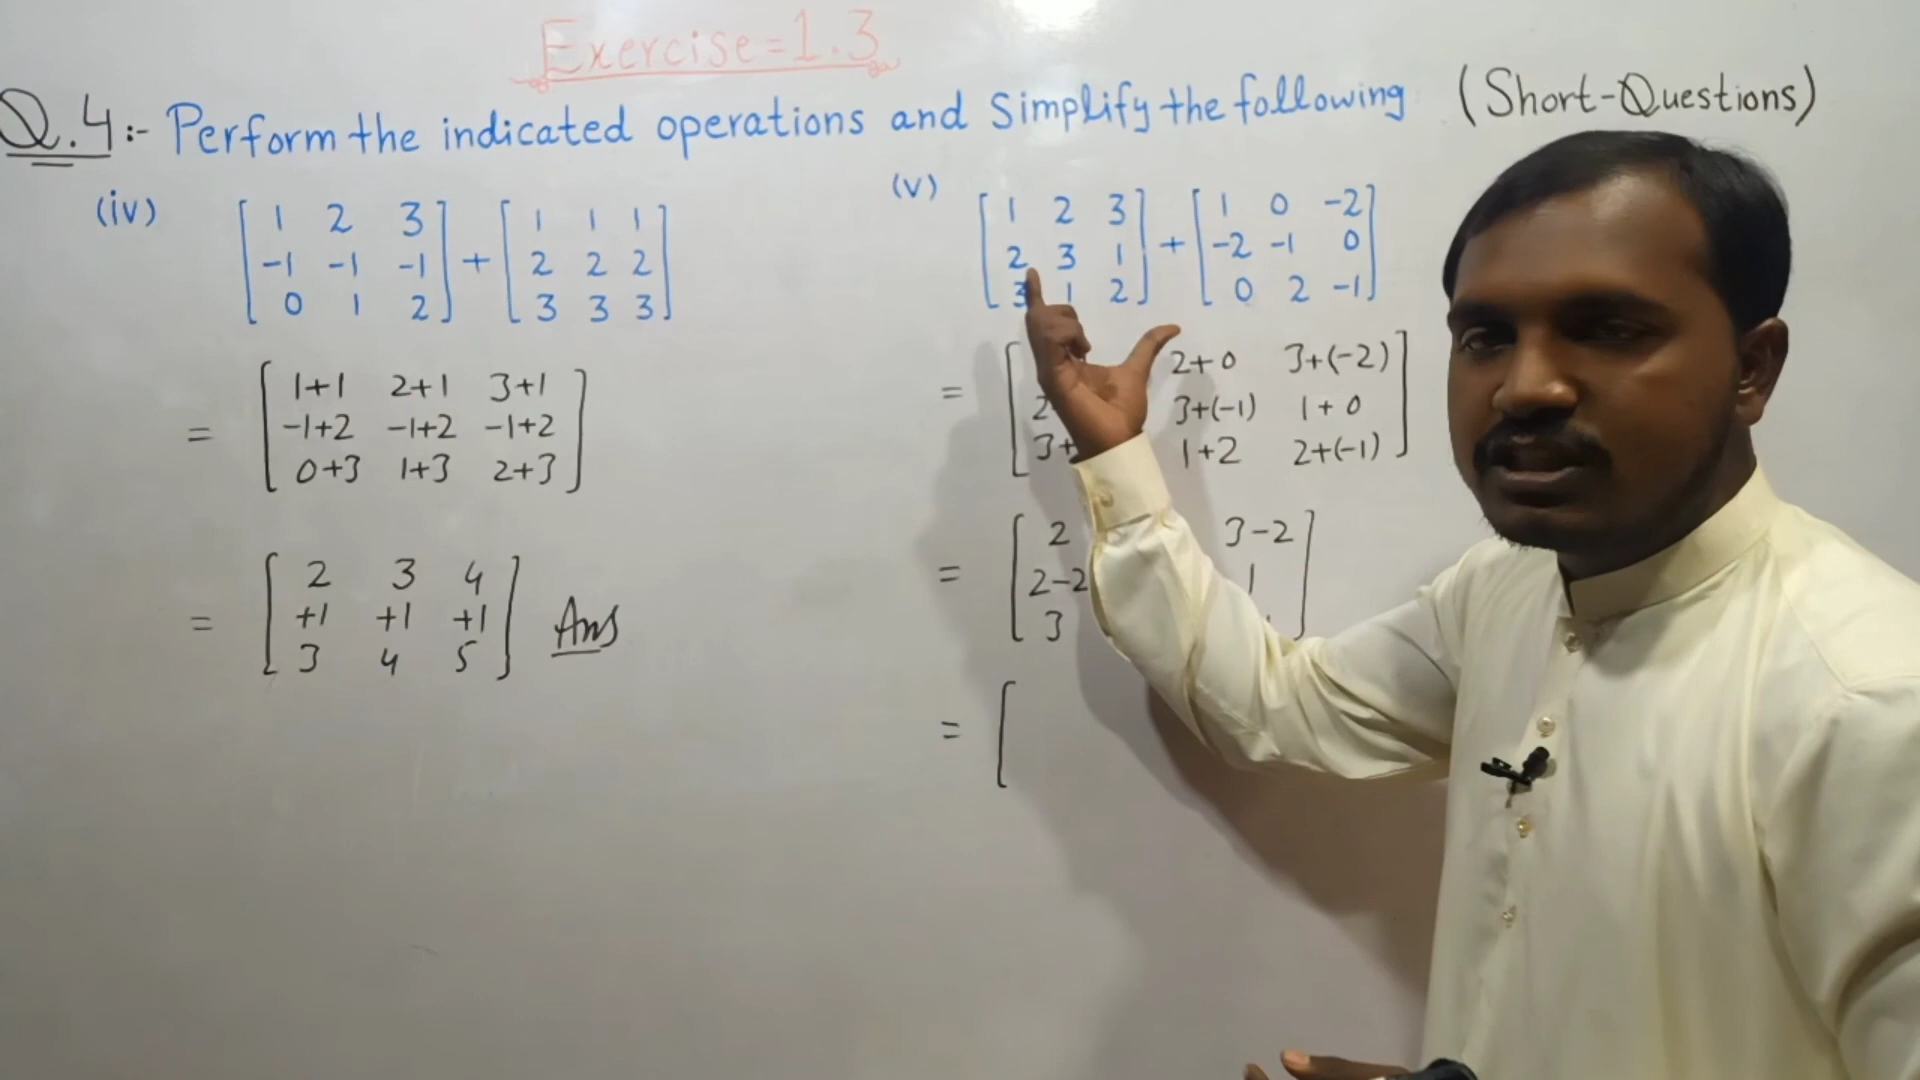 Exercise=1.3
Q.4:- Perform the indicated operations and Simplify the following (Short-Questions)
(iv)
[ 1 2 3 ] [ 1 1 1 ]
[ -1 -1 -1 ] + [ 2 2 2 ]
[ 0 1 2 ] [ 3 3 3 ]
[ 1+1 2+1 3+1 ]
= [ -1+2 -1+2 -1+2 ]
[ 0+3 1+3 2+3 ]
[ 2 3 4 ]
= [ +1 +1 +1 ] Ans
[ 3 4 5 ]
(v)
[ 1 2 3 ] [ 1 0 -2 ]
[ 2 3 1 ] + [ -2 -1 0 ]
[ 3 1 2 ] [ 0 2 -1 ]
[ 2+0 3+(-2) ]
= [ 2 3+(-1) 1+0 ]
[ 3+ 1+2 2+(-1) ]
[ 2 3-2 ]
= [ 2-2 1 ]
[ 3 ]
= [